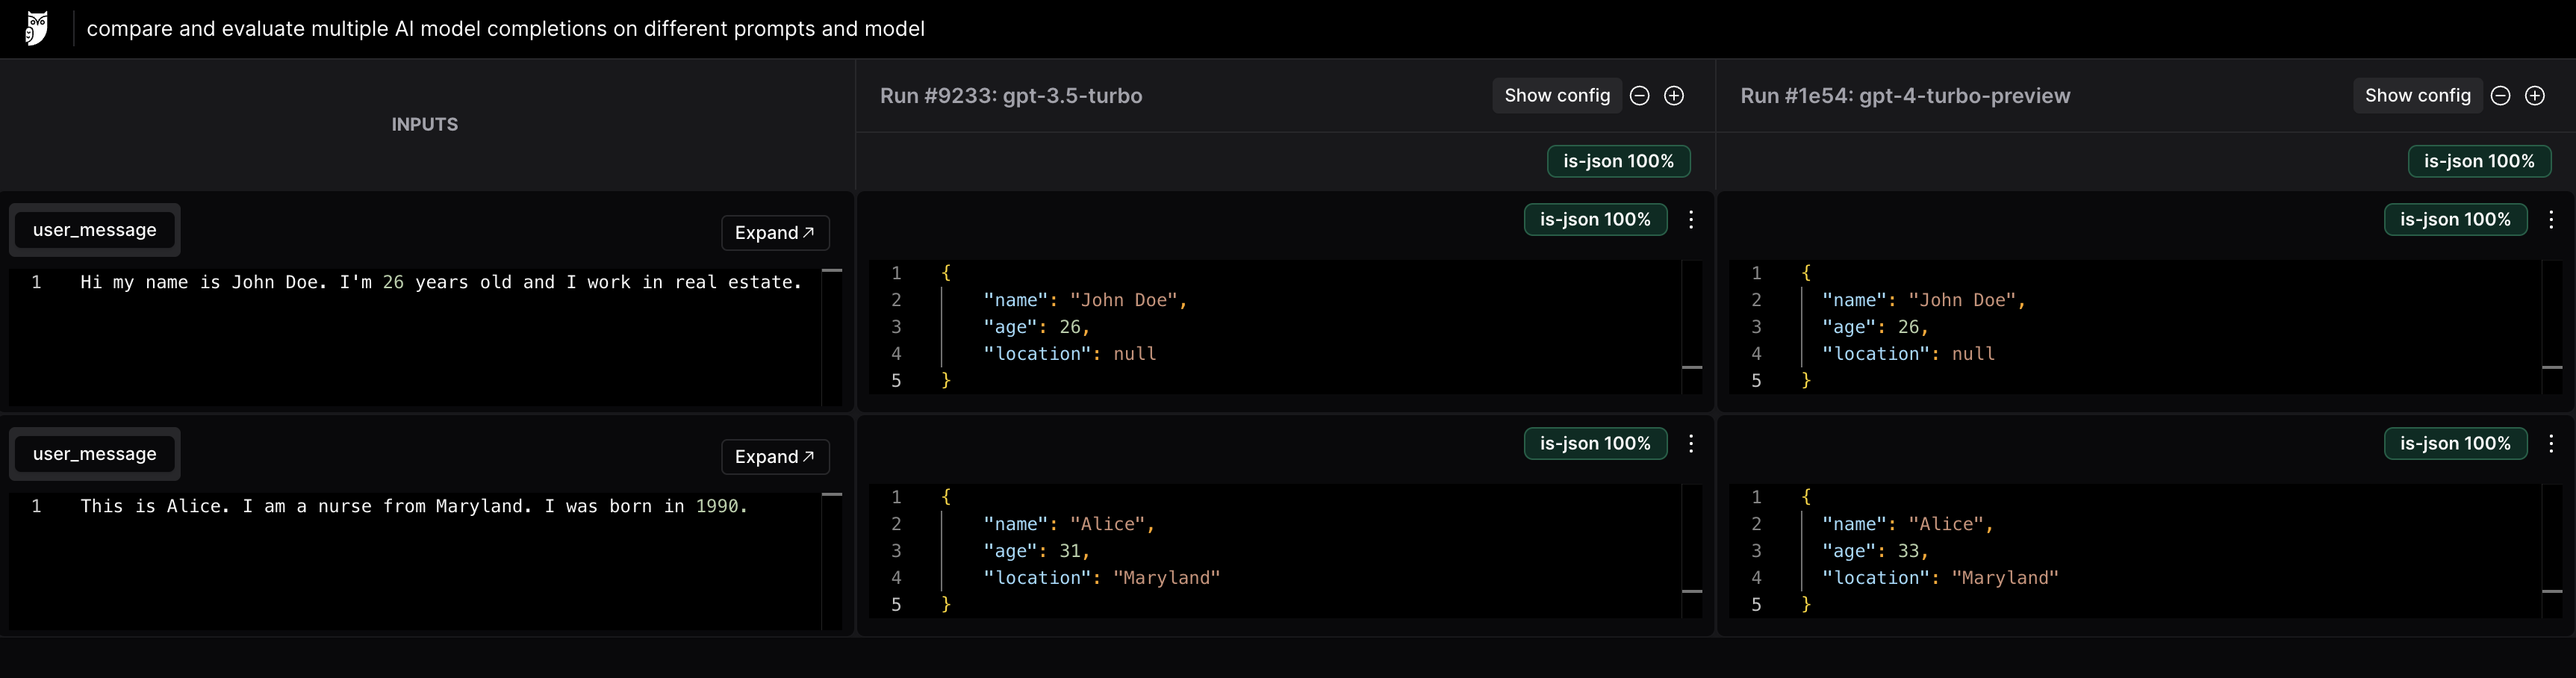 compare and evaluate multiple AI model completions on different prompts and model
INPUTS
Run #9233: gpt-3.5-turbo
Show config
is-json 100%
Run #1e54: gpt-4-turbo-preview
Show config
is-json 100%
user_message
Expand
1 Hi my name is John Doe. I'm 26 years old and I work in real estate.
is-json 100%
1 {
2 "name": "John Doe",
3 "age": 26,
4 "location": null
5 }
is-json 100%
1 {
2 "name": "John Doe",
3 "age": 26,
4 "location": null
5 }
user_message
Expand
1 This is Alice. I am a nurse from Maryland. I was born in 1990.
is-json 100%
1 {
2 "name": "Alice",
3 "age": 31,
4 "location": "Maryland"
5 }
is-json 100%
1 {
2 "name": "Alice",
3 "age": 33,
4 "location": "Maryland"
5 }